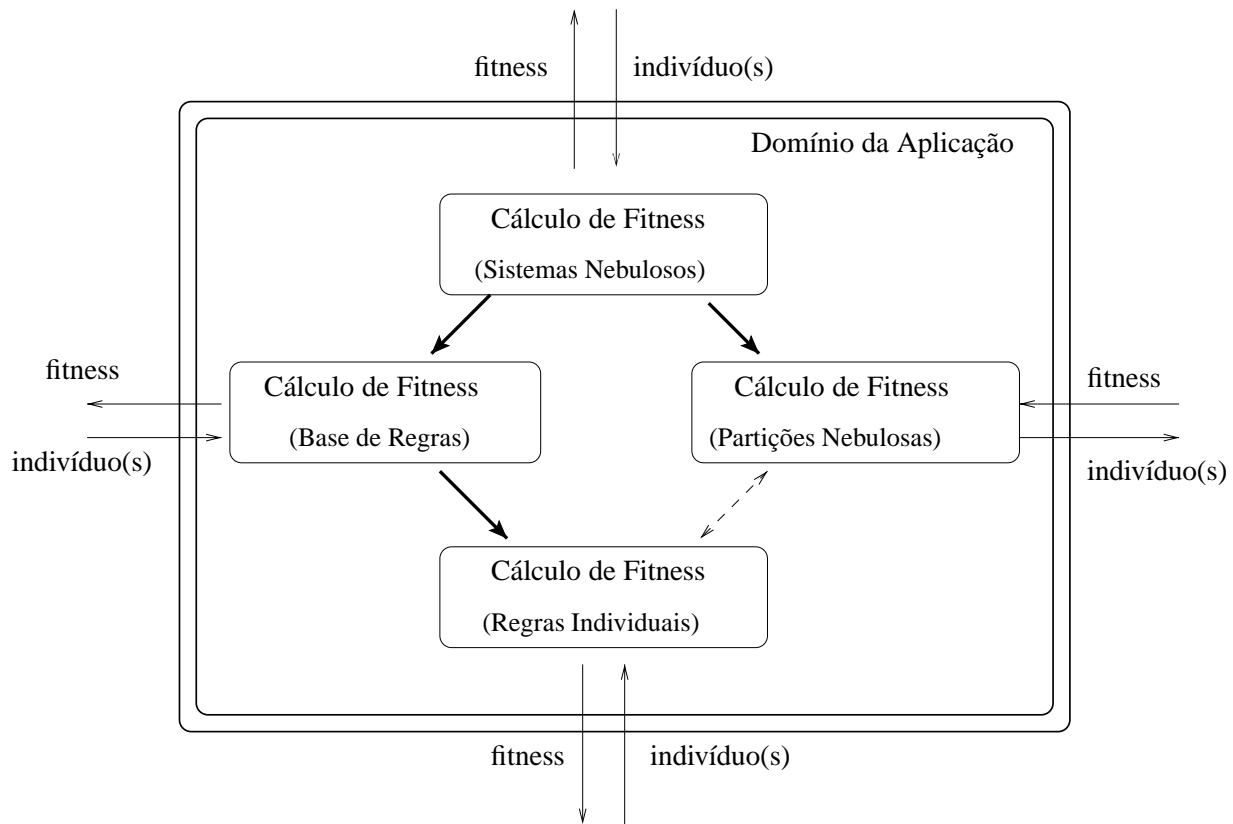 fitness
indivíduo(s)
Domínio da Aplicação
Cálculo de Fitness
(Sistemas Nebulosos)
fitness
indivíduo(s)
Cálculo de Fitness
(Base de Regras)
Cálculo de Fitness
(Partições Nebulosas)
fitness
indivíduo(s)
Cálculo de Fitness
(Regras Individuais)
fitness
indivíduo(s)